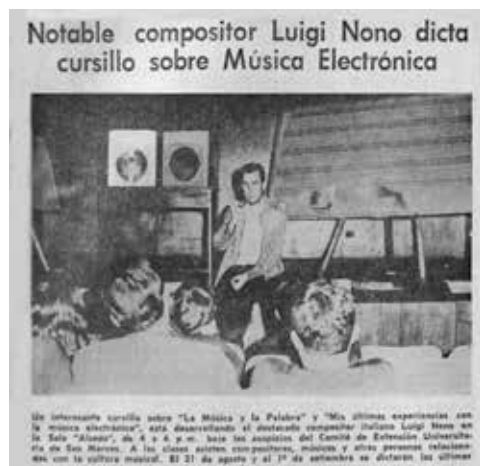 Notable compositor Luigi Nono dicta
cursillo sobre Música Electrónica
Un interesante cursillo sobre "La Música y la Palabra" y "Mis últimas experiencias con
la música electrónica", está desarrollando el destacado compositor italiano Luigi Nono en
la Sala "Alcedo", de 4 a 6 p.m. bajo los auspicios del Comité de Extensión Universita-
ria de San Marcos. A las clases asisten compositores, músicos y otras personas relaciona-
das con la cultura musical. El 31 de agosto y el 1º de setiembre se dictaron las últimas